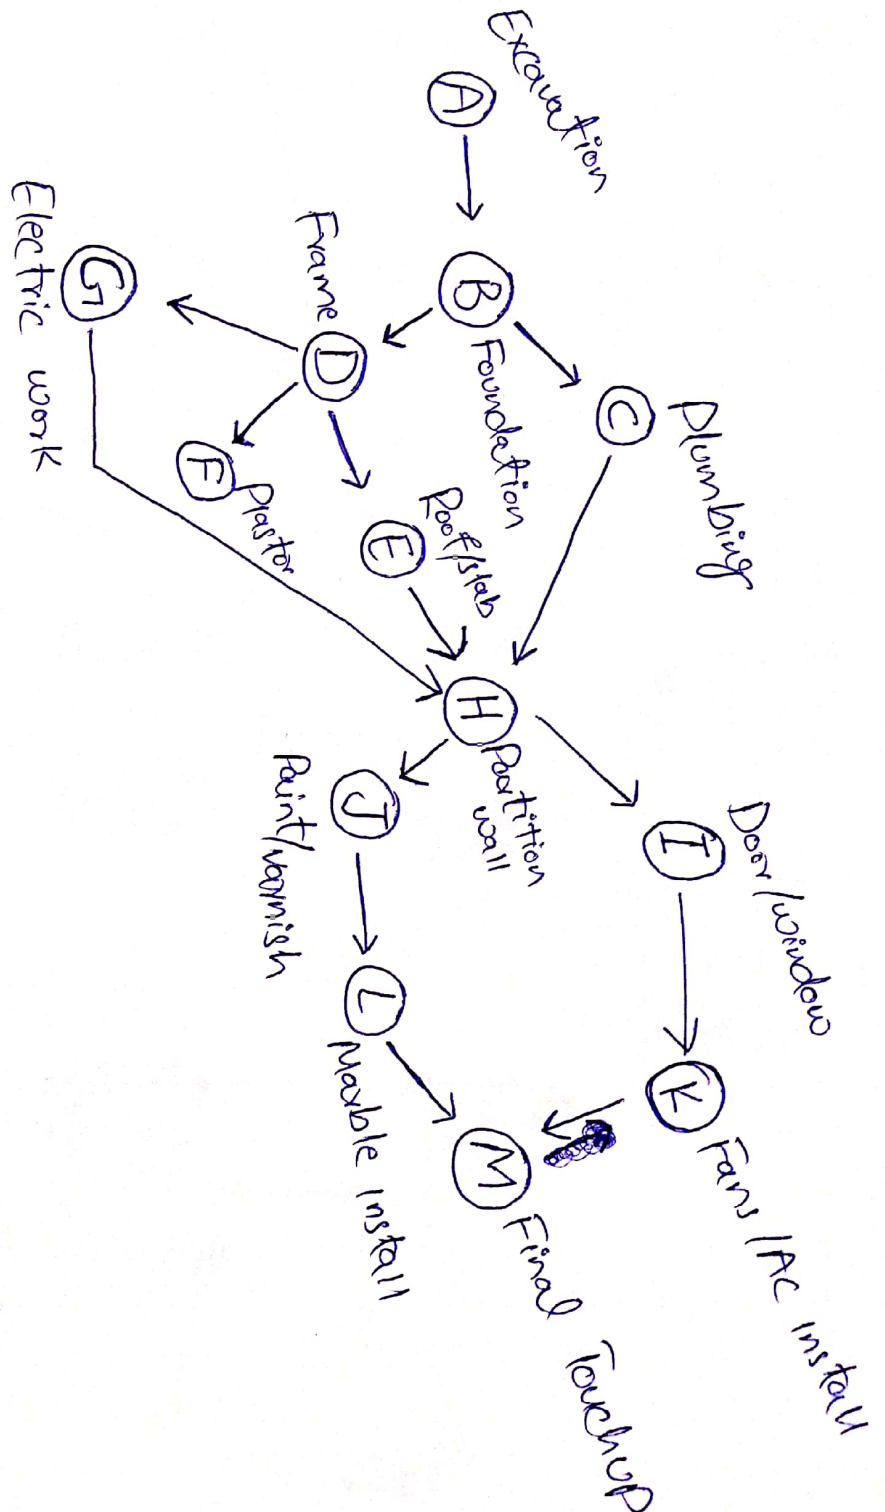 A
Excavation
B
Foundation
C
Plumbing
D
Frame
E
Roof/slab
F
Plastor
G
Electric work
H
Partition
wall
I
Door/window
J
Paint/varnish
K
Fans/AC install
L
Marble install
M
Final Touchup